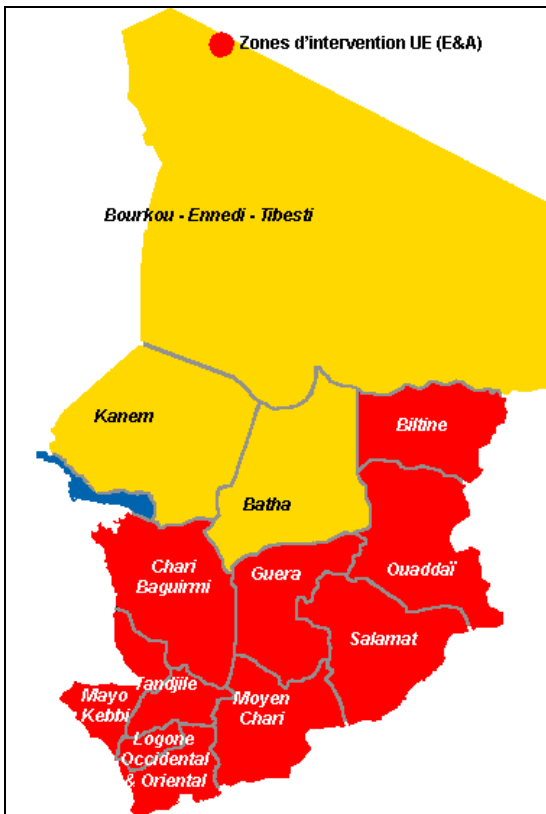 Zones d'intervention UE (E&A)
Bourkou - Ennedi - Tibesti
Kanem
Biltine
Batha
Chari
Baguirmi
Guera
Ouaddaï
Salamat
Tandjile
Mayo
Kebbi
Moyen
Chari
Logone
Occidental
& Oriental